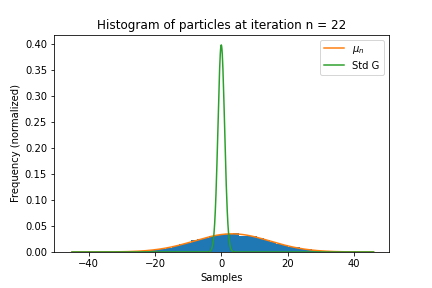 Histogram of particles at iteration n = 22
Frequency (normalized)
0.40
0.35
0.30
0.25
0.20
0.15
0.10
0.05
0.00
μn
Std G
−40
−20
0
20
40
Samples